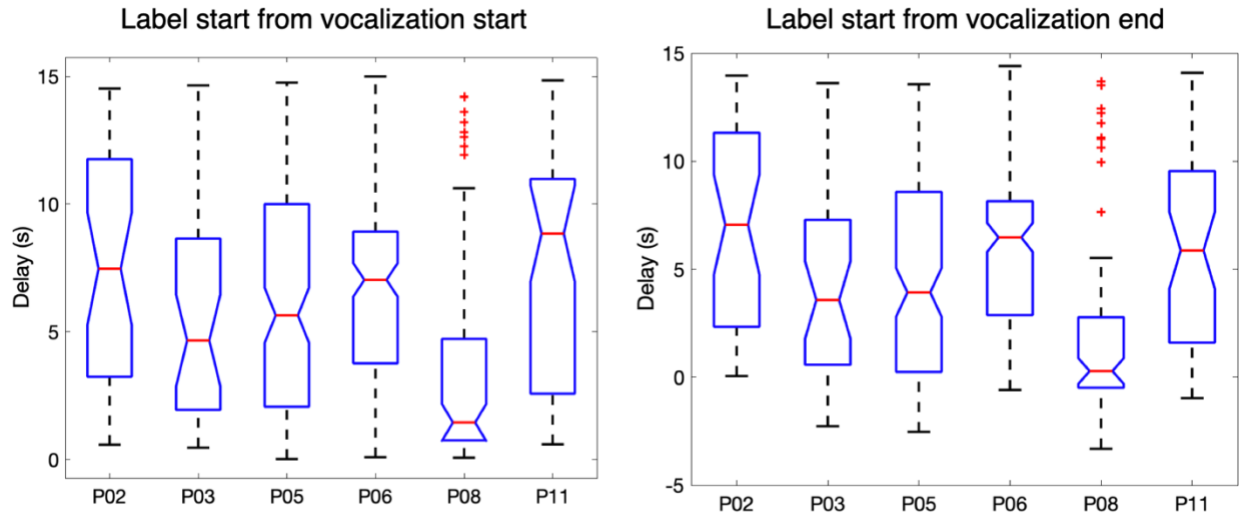 Label start from vocalization start
Delay (s)
15
10
5
0
P02 P03 P05 P06 P08 P11
Label start from vocalization end
Delay (s)
15
10
5
0
-5
P02 P03 P05 P06 P08 P11